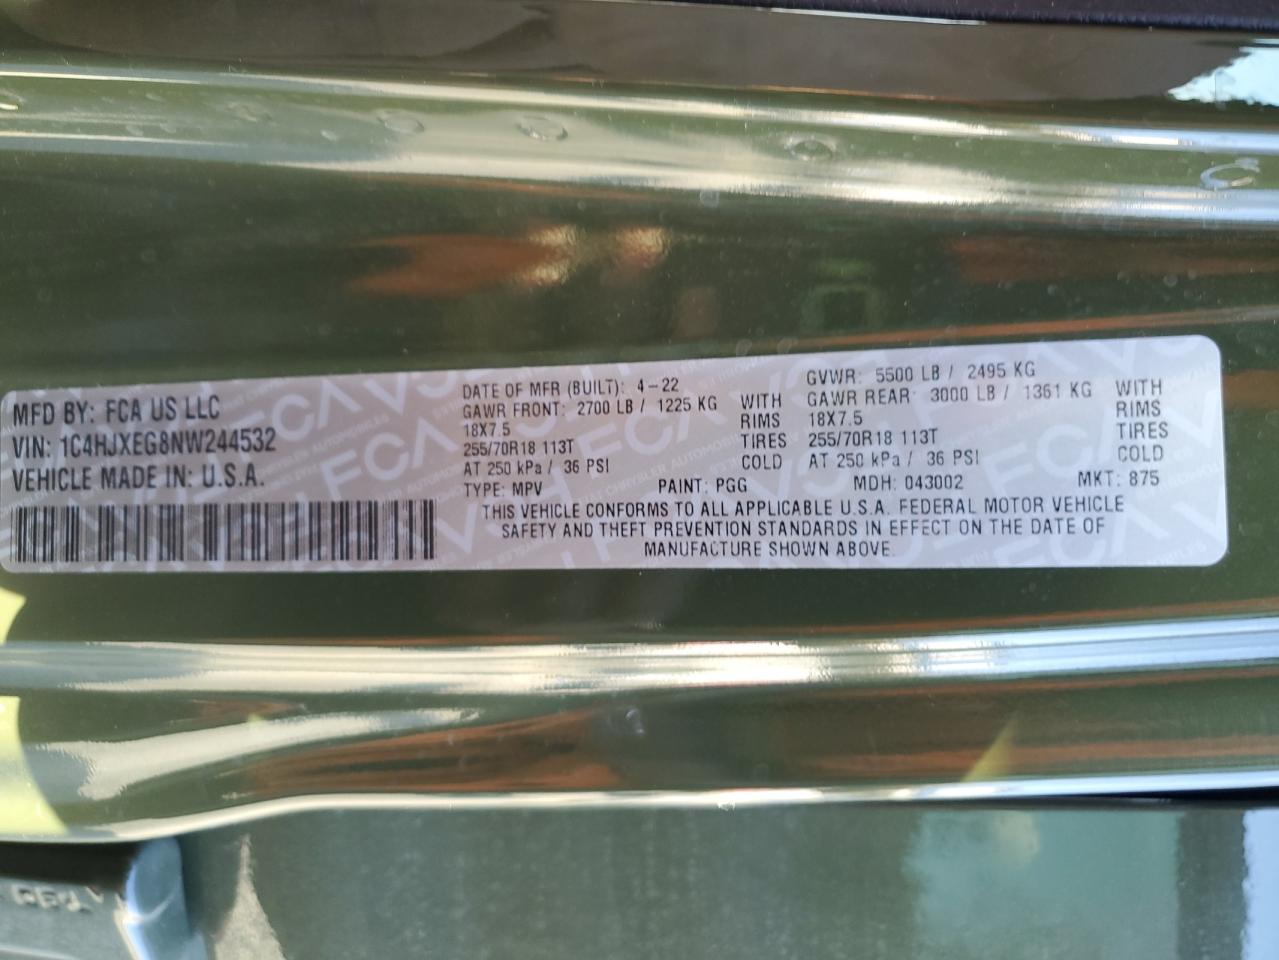 MFD BY: FCA US LLC
VIN: 1C4HJXEG8NW244532
VEHICLE MADE IN: U.S.A.
DATE OF MFR (BUILT): 4-22
GAWR FRONT: 2700 LB / 1225 KG WITH
18X7.5 RIMS
255/70R18 113T TIRES
AT 250 kPa / 36 PSI COLD
GVWR: 5500 LB / 2495 KG
GAWR REAR: 3000 LB / 1361 KG WITH
18X7.5 RIMS
255/70R18 113T TIRES
AT 250 kPa / 36 PSI COLD
TYPE: MPV PAINT: PGG MDH: 043002 MKT: 875
THIS VEHICLE CONFORMS TO ALL APPLICABLE U.S.A. FEDERAL MOTOR VEHICLE
SAFETY AND THEFT PREVENTION STANDARDS IN EFFECT ON THE DATE OF
MANUFACTURE SHOWN ABOVE.